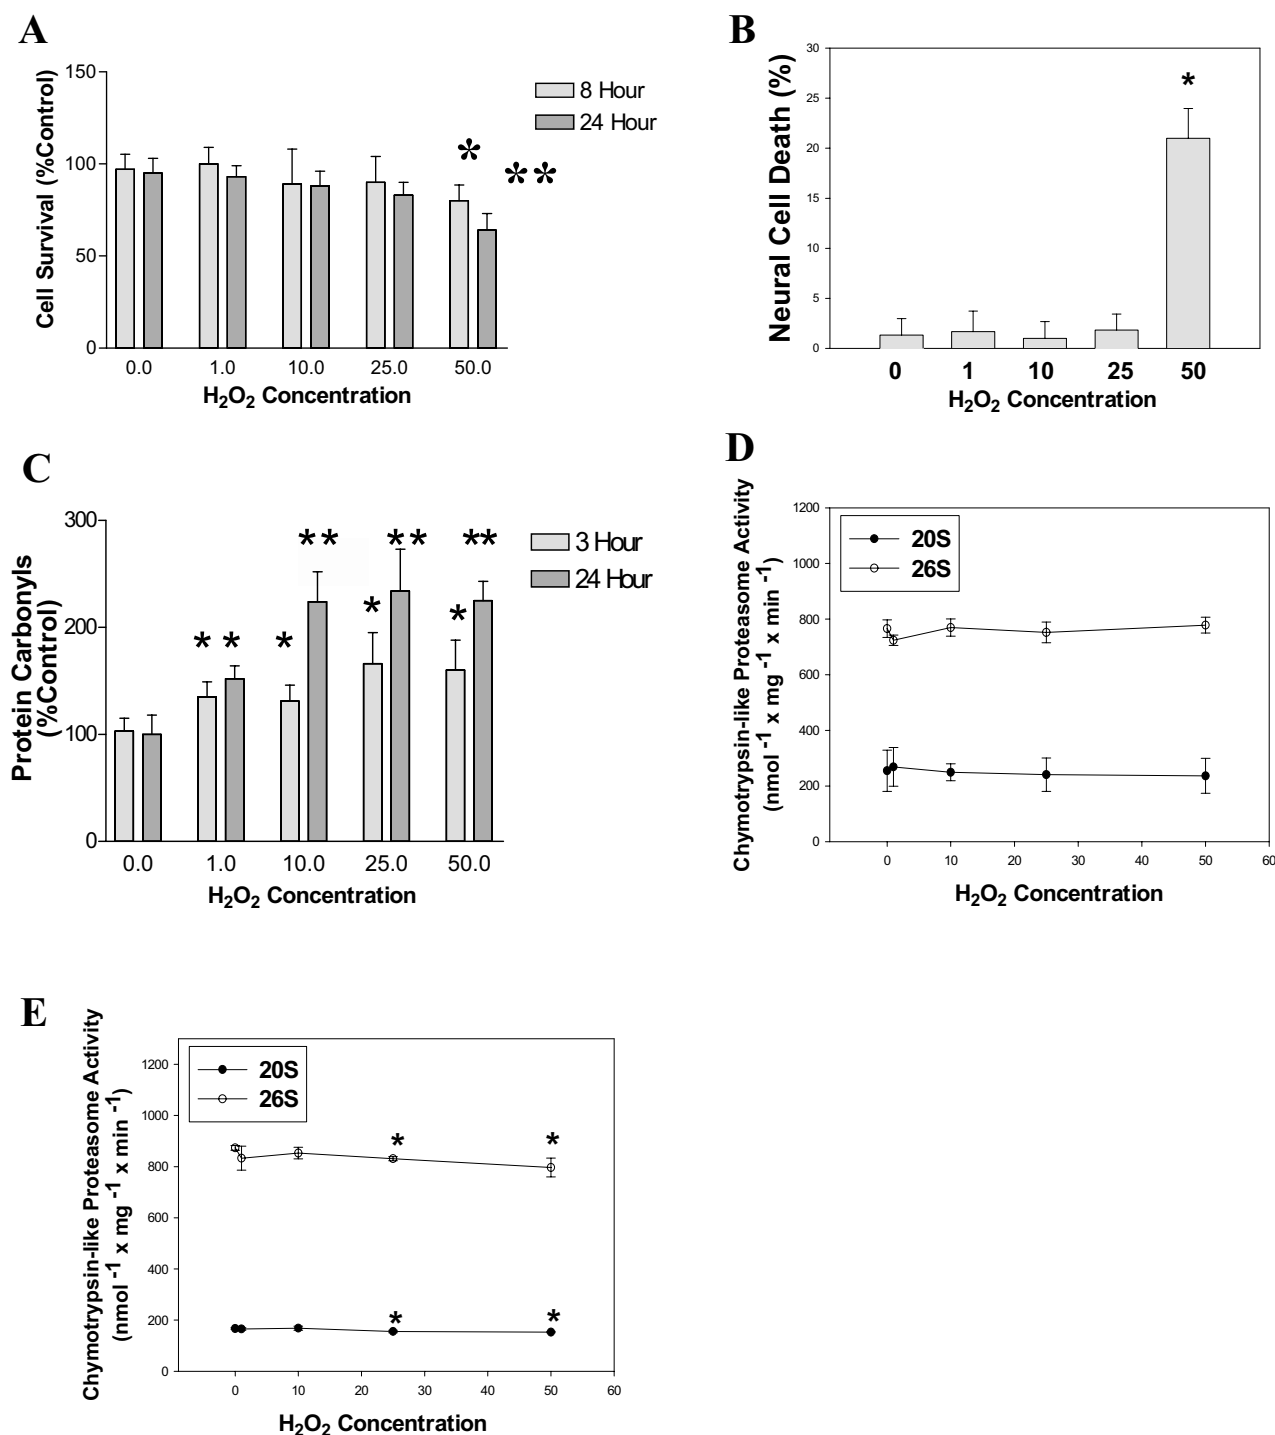 A
Cell Survival (%Control)
150
100
50
0
8 Hour
24 Hour
*
**
0.0 1.0 10.0 25.0 50.0
H₂O₂ Concentration
B
Neural Cell Death (%)
30
25
20
15
10
5
0
*
0 1 10 25 50
H₂O₂ Concentration
C
Protein Carbonyls
(%Control)
300
200
100
0
3 Hour
24 Hour
* * * ** * ** * **
0.0 1.0 10.0 25.0 50.0
H₂O₂ Concentration
D
Chymotrypsin-like Proteasome Activity
(nmol ⁻¹ x mg ⁻¹ x min ⁻¹)
1200
1000
800
600
400
200
0
20S
26S
0 10 20 30 40 50 60
H₂O₂ Concentration
E
Chymotrypsin-like Proteasome Activity
(nmol ⁻¹ x mg ⁻¹ x min ⁻¹)
1200
1000
800
600
400
200
0
20S
26S
* *
* *
0 10 20 30 40 50 60
H₂O₂ Concentration